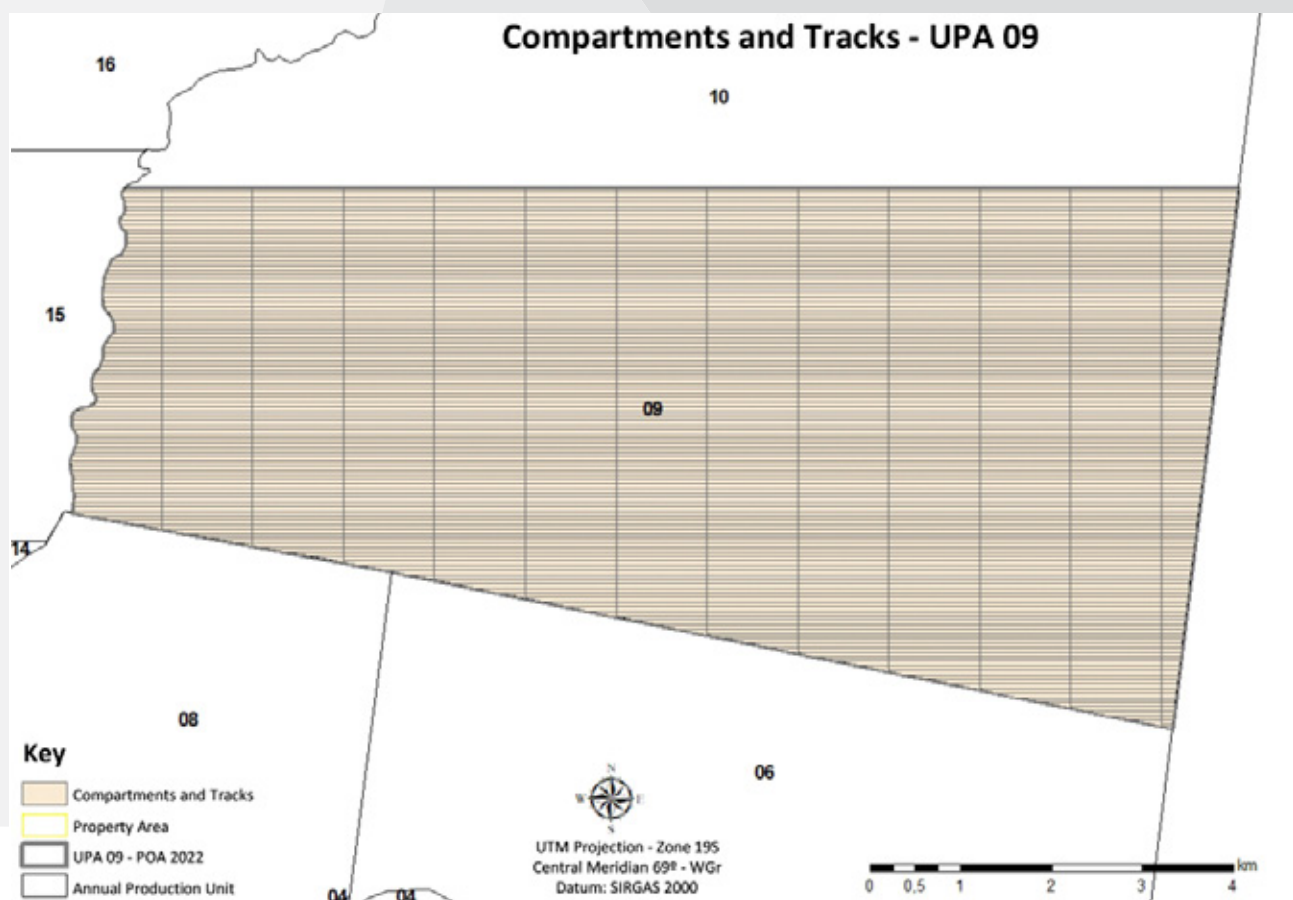 Compartments and Tracks - UPA 09
16
10
15
09
14
08
06
Key
Compartments and Tracks
Property Area
UPA 09 - POA 2022
Annual Production Unit
N
W E
S
UTM Projection - Zone 19S
Central Meridian 69º - WGr
Datum: SIRGAS 2000
km
0 0,5 1 2 3 4
04 04